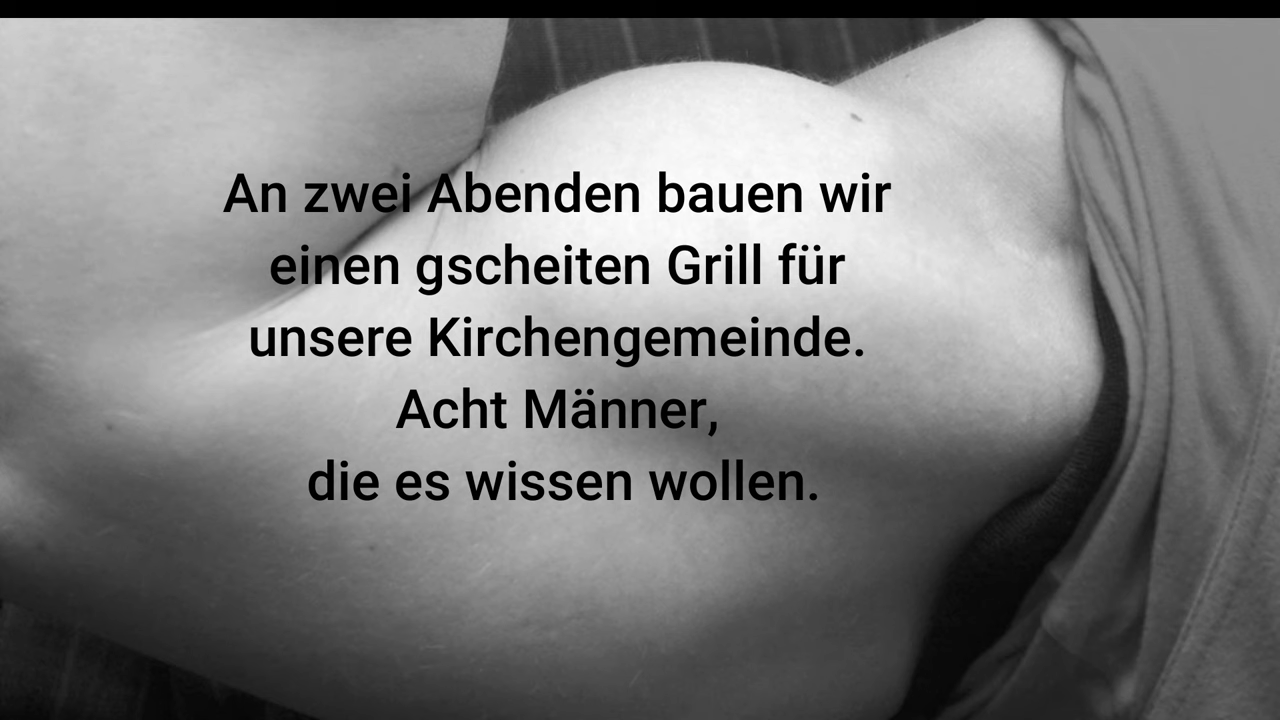 An zwei Abenden bauen wir
einen gscheiten Grill für
unsere Kirchengemeinde.
Acht Männer,
die es wissen wollen.